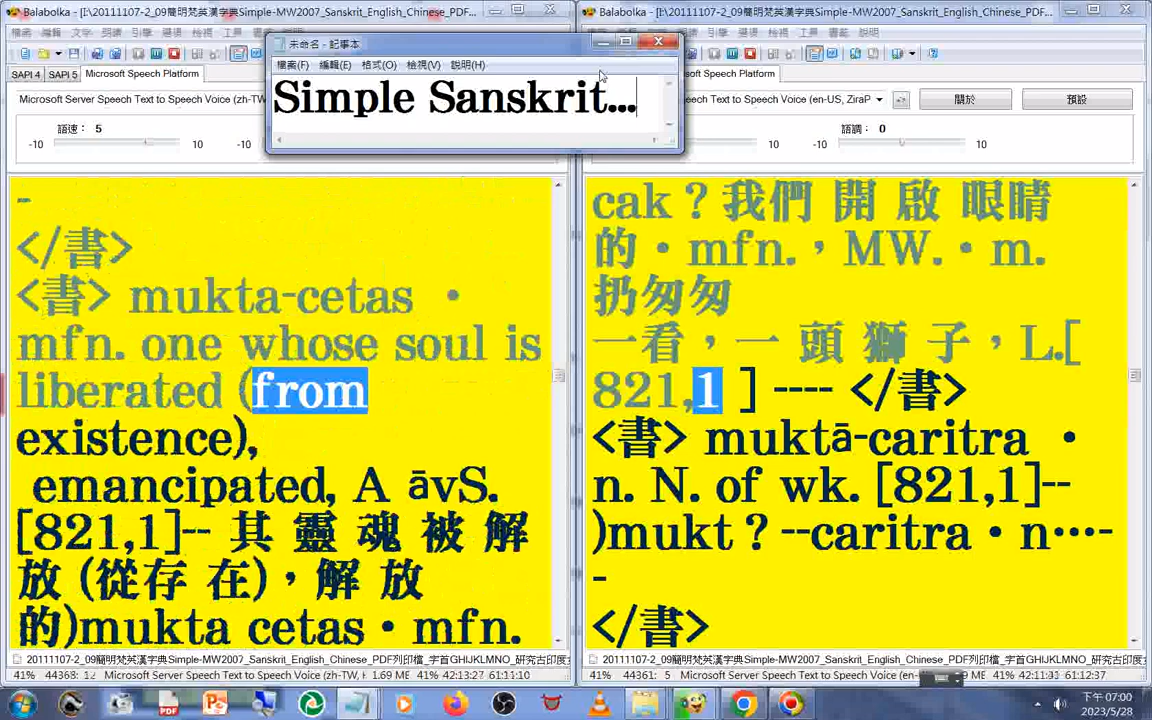 Balabolka - [I:\20111107-2_09簡明梵英漢字典Simple-MW2007_Sanskrit_English_Chinese_PDF...
Balabolka - [I:\20111107-2_09簡明梵英漢字典Simple-MW2007_Sanskrit_English_Chinese_PDF...
未命名 - 記事本
檔案(F) 編輯(E) 格式(O) 檢視(V) 說明(H)
Simple Sanskrit...
SAPI 4 SAPI 5 Microsoft Speech Platform
Speech Platform
Microsoft Server Speech Text to Speech Voice (zh-TW
eech Text to Speech Voice (en-US, ZiraP
關於
預設
語速： 5
語調： 0
-10 10 -10
10 -10 10
-
</書>
<書> mukta-cetas •
mfn. one whose soul is
liberated (from
existence),
emancipated, A āvS.
[821,1]-- 其 靈 魂 被 解
放 (從存 在)，解 放
的)mukta cetas • mfn.
cak？我們 開 啟 眼睛
的 • mfn.，MW. • m.
扔匆匆
一看，一 頭 獅 子，L.[
821,1 ] ---- </書>
<書> muktā-caritra •
n. N. of wk. [821,1]--
)mukt？--caritra • n…-
-
</書>
20111107-2_09簡明梵英漢字典Simple-MW2007_Sanskrit_English_Chinese_PDF列印檔_字首GHIJKLMNO_研究古印度
20111107-2_09簡明梵英漢字典Simple-MW2007_Sanskrit_English_Chinese_PDF列印檔_字首GHIJKLMNO_研究古印度
41% 44368: 12 Microsoft Server Speech Text to Speech Voice (zh-TW, 1.69 ME 41% 42:13:27 61:11:10
41% 44361: 5 Microsoft Server Speech Text to Speech Voice 41% 42:11:31 61:12:37
下午 07:00
2023/5/28